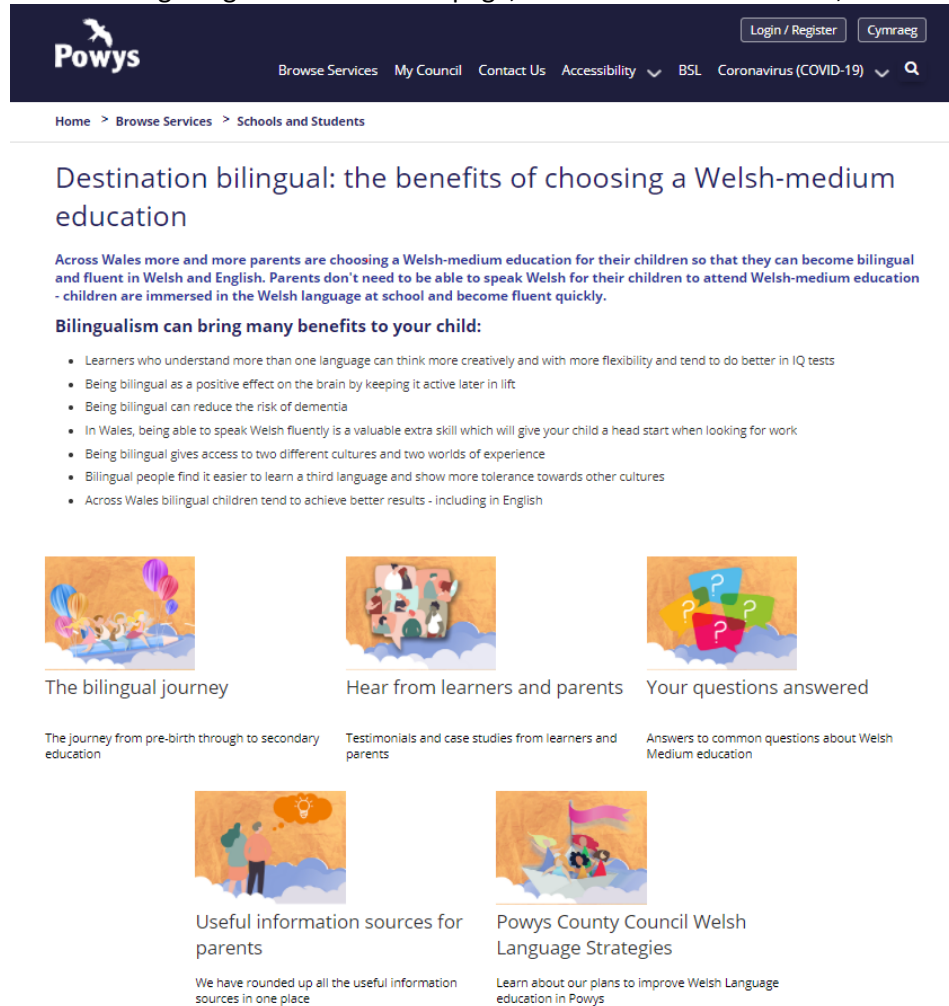 Login / Register Cymraeg
Powys
Browse Services My Council Contact Us Accessibility BSL Coronavirus (COVID-19)
Home > Browse Services > Schools and Students
Destination bilingual: the benefits of choosing a Welsh-medium
education
Across Wales more and more parents are choosing a Welsh-medium education for their children so that they can become bilingual
and fluent in Welsh and English. Parents don't need to be able to speak Welsh for their children to attend Welsh-medium education
- children are immersed in the Welsh language at school and become fluent quickly.
Bilingualism can bring many benefits to your child:
• Learners who understand more than one language can think more creatively and with more flexibility and tend to do better in IQ tests
• Being bilingual as a positive effect on the brain by keeping it active later in lift
• Being bilingual can reduce the risk of dementia
• In Wales, being able to speak Welsh fluently is a valuable extra skill which will give your child a head start when looking for work
• Being bilingual gives access to two different cultures and two worlds of experience
• Bilingual people find it easier to learn a third language and show more tolerance towards other cultures
• Across Wales bilingual children tend to achieve better results - including in English
? ? ? ?
The bilingual journey
The journey from pre-birth through to secondary
education
Hear from learners and parents
Testimonials and case studies from learners and
parents
Your questions answered
Answers to common questions about Welsh
Medium education
Useful information sources for
parents
We have rounded up all the useful information
sources in one place
Powys County Council Welsh
Language Strategies
Learn about our plans to improve Welsh Language
education in Powys